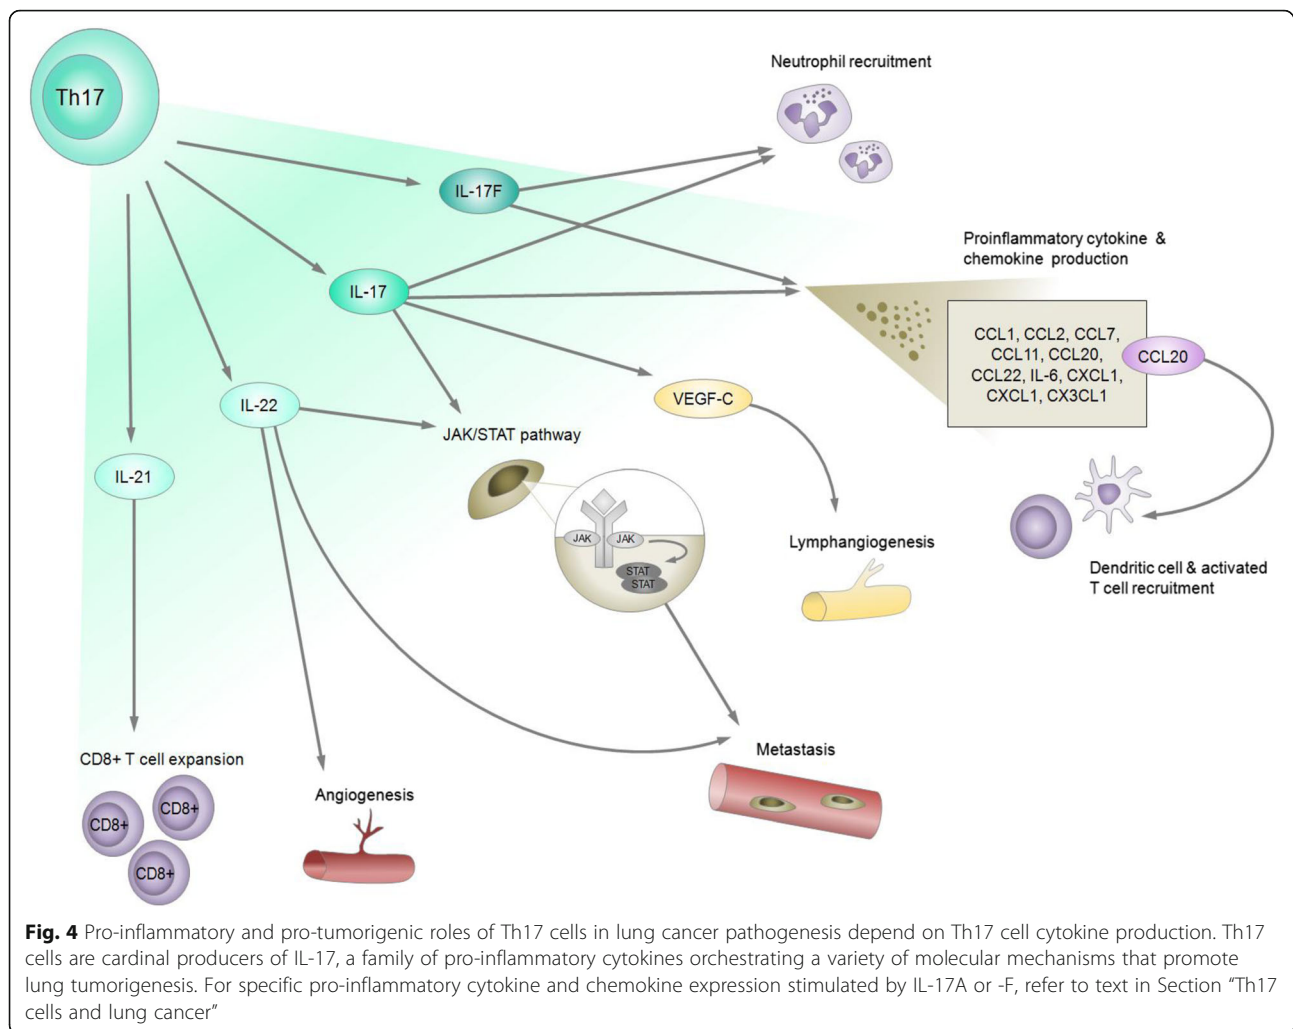 Th17
Neutrophil recruitment
IL-17F
Proinflammatory cytokine &
chemokine production
IL-17
CCL1, CCL2, CCL7,
CCL11, CCL20,
CCL22, IL-6, CXCL1,
CXCL1, CX3CL1
CCL20
IL-22
VEGF-C
JAK/STAT pathway
IL-21
JAK
JAK
STAT
STAT
Lymphangiogenesis
Dendritic cell & activated
T cell recruitment
CD8+ T cell expansion
CD8+
CD8+
CD8+
Angiogenesis
Metastasis
Fig. 4 Pro-inflammatory and pro-tumorigenic roles of Th17 cells in lung cancer pathogenesis depend on Th17 cell cytokine production. Th17
cells are cardinal producers of IL-17, a family of pro-inflammatory cytokines orchestrating a variety of molecular mechanisms that promote
lung tumorigenesis. For specific pro-inflammatory cytokine and chemokine expression stimulated by IL-17A or -F, refer to text in Section “Th17
cells and lung cancer”